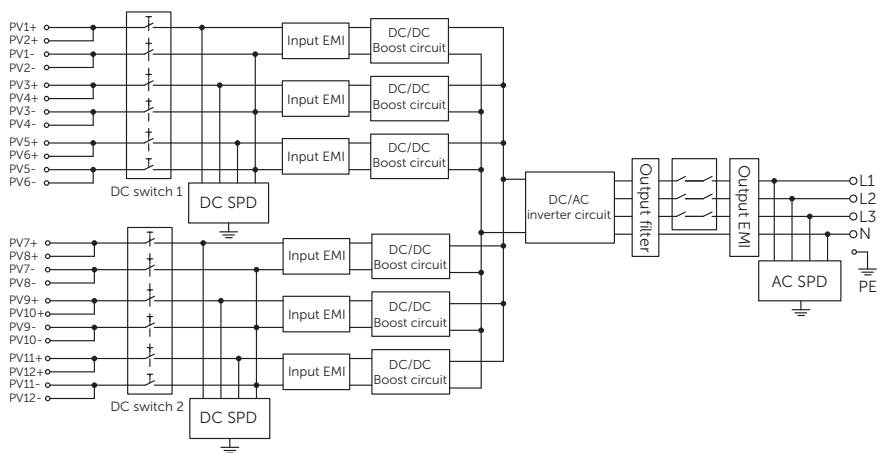 PV1+
PV2+
PV1-
PV2-
PV3+
PV4+
PV3-
PV4-
PV5+
PV6+
PV5-
PV6-
DC switch 1
DC SPD
Input EMI
DC/DC
Boost circuit
Input EMI
DC/DC
Boost circuit
Input EMI
DC/DC
Boost circuit
PV7+
PV8+
PV7-
PV8-
PV9+
PV10+
PV9-
PV10-
PV11+
PV12+
PV11-
PV12-
DC switch 2
DC SPD
Input EMI
DC/DC
Boost circuit
Input EMI
DC/DC
Boost circuit
Input EMI
DC/DC
Boost circuit
DC/AC
inverter circuit
Output filter
Output EMI
L1
L2
L3
N
AC SPD
PE